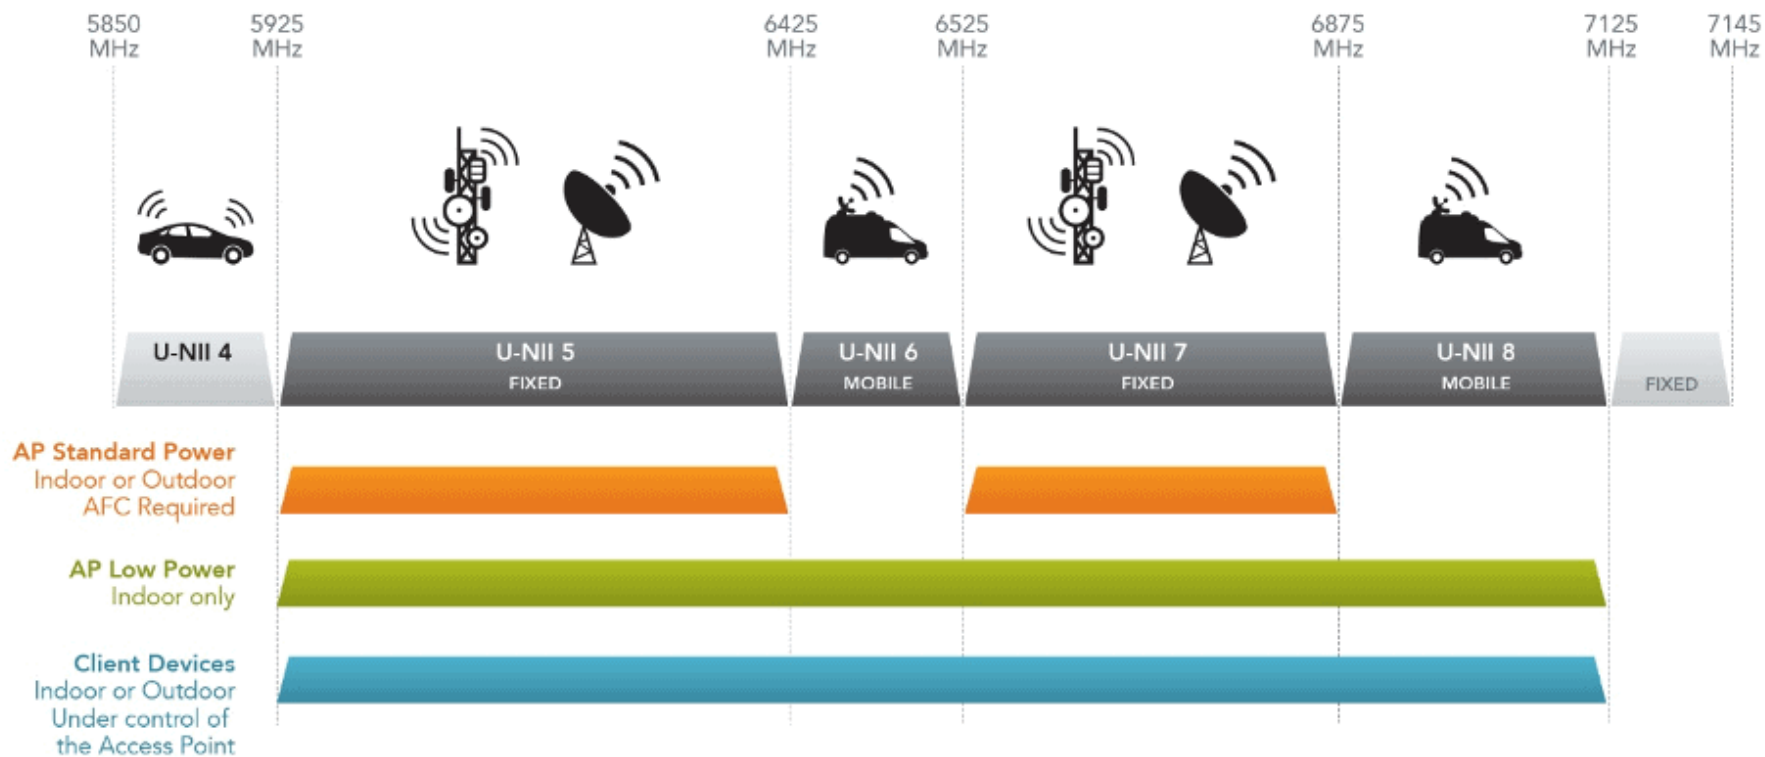 5850 5925 6425 6525 6875 7125 7145
MHz MHz MHz MHz MHz MHz MHz
U-NII 4 U-NII 5 U-NII 6 U-NII 7 U-NII 8
FIXED MOBILE FIXED MOBILE FIXED
AP Standard Power
Indoor or Outdoor
AFC Required
AP Low Power
Indoor only
Client Devices
Indoor or Outdoor
Under control of
the Access Point